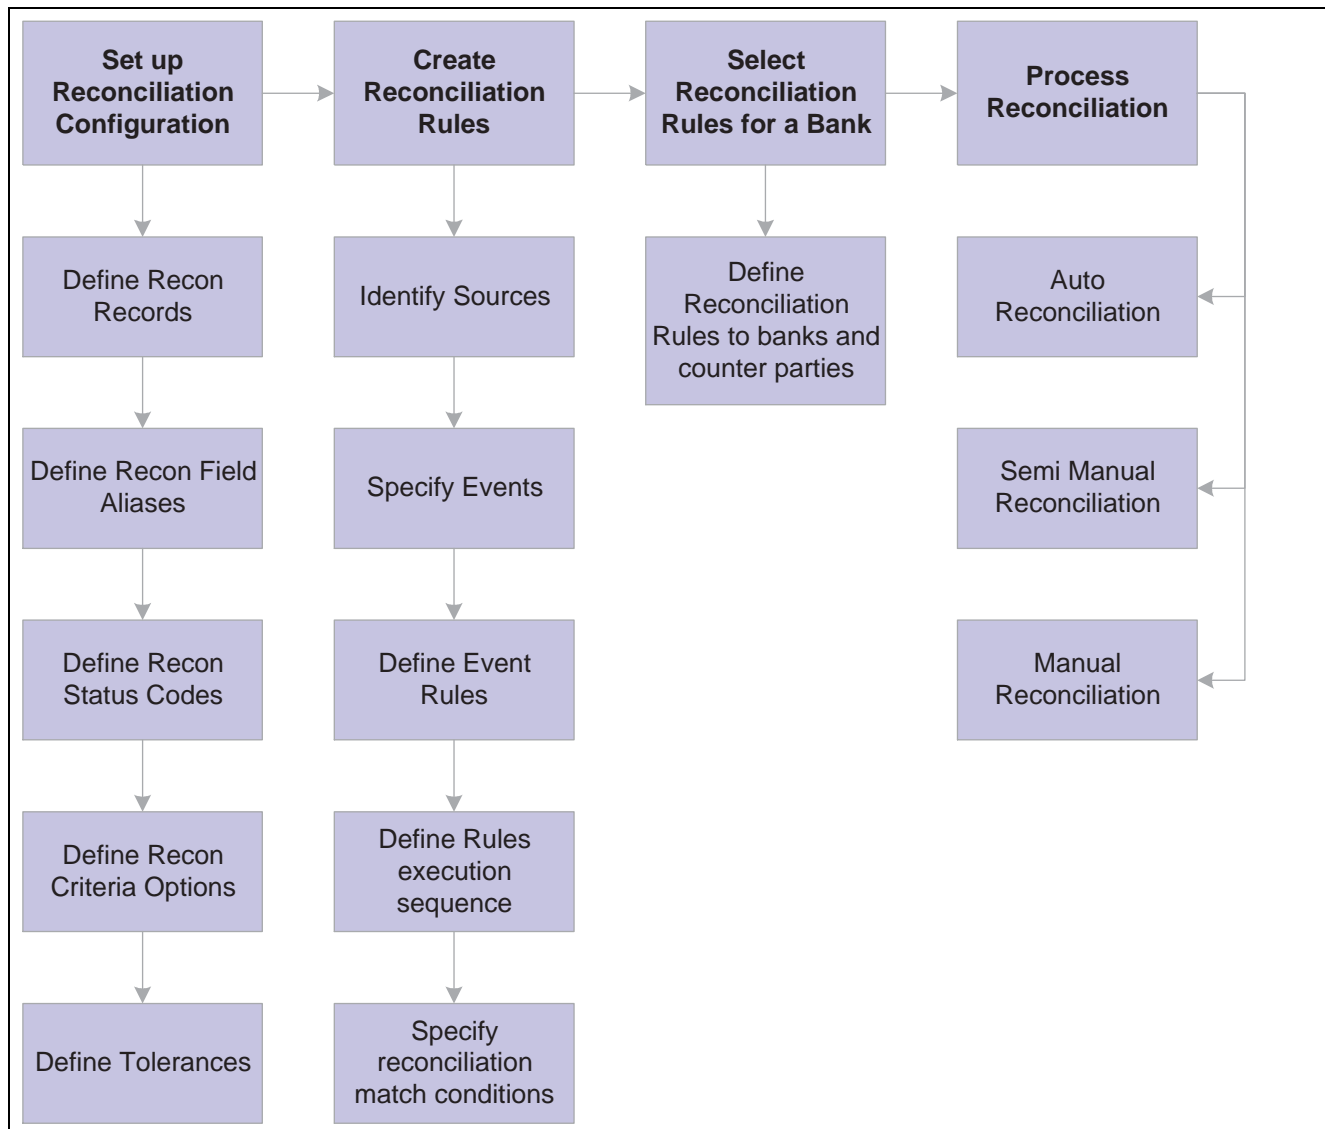 Set up
Reconciliation
Configuration
Create
Reconciliation
Rules
Select
Reconciliation
Rules for a Bank
Process
Reconciliation
Define Recon
Records
Identify Sources
Define
Reconciliation
Rules to banks and
counter parties
Auto
Reconciliation
Define Recon Field
Aliases
Specify Events
Semi Manual
Reconciliation
Define Recon
Status Codes
Define Event
Rules
Manual
Reconciliation
Define Recon
Criteria Options
Define Rules
execution
sequence
Define Tolerances
Specify
reconciliation
match conditions